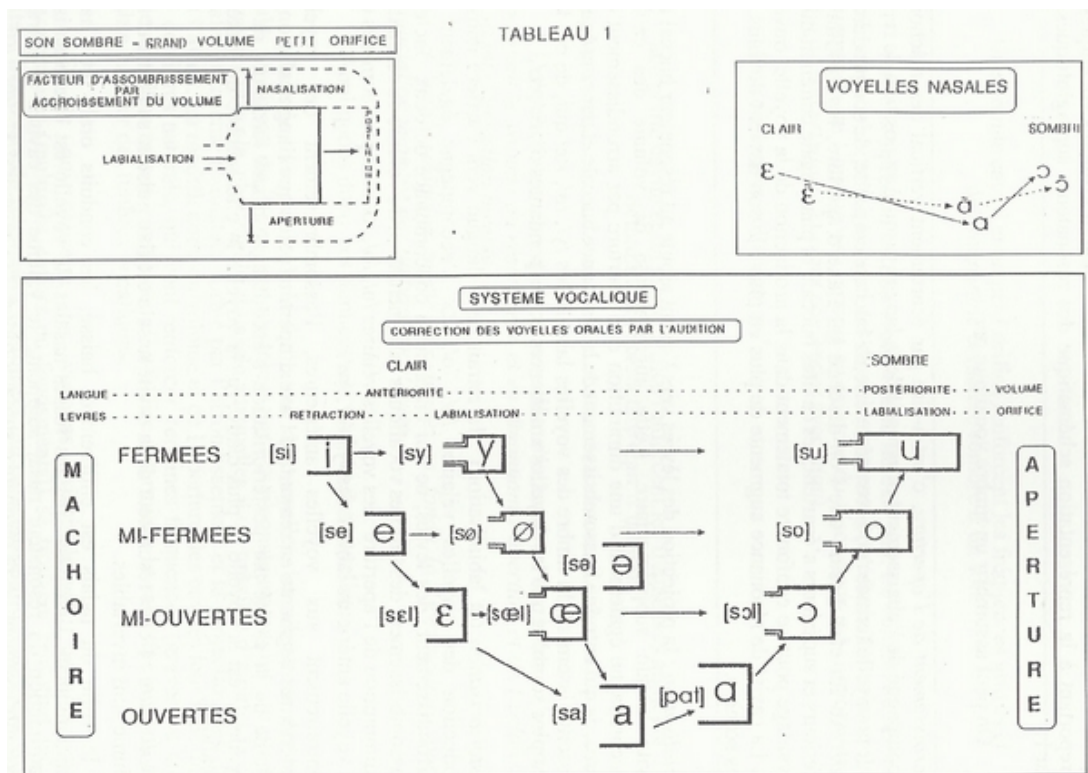 TABLEAU 1
SON SOMBRE = GRAND VOLUME PETIT ORIFICE
FACTEUR D'ASSOMBRISSEMENT
PAR
ACCROISSEMENT DU VOLUME
NASALISATION
LABIALISATION
POSTERIORITE
APERTURE
VOYELLES NASALES
CLAIR
SOMBRE
ɛ
ɛ̃
ɑ̃
ɑ
ɔ
ɔ̃
SYSTEME VOCALIQUE
CORRECTION DES VOYELLES ORALES PAR L'AUDITION
CLAIR
SOMBRE
LANGUE ANTERIORITE POSTERIORITE VOLUME
LEVRES RETRACTION LABIALISATION LABIALISATION ORIFICE
MACHOIRE
APERTURE
FERMEES [si] i [sy] y [su] u
MI-FERMEES [se] e [sø] ø [so] o
[sə] ə
MI-OUVERTES [sɛl] ɛ [sœl] œ [sɔl] ɔ
OUVERTES [sa] a [pɑt] ɑ